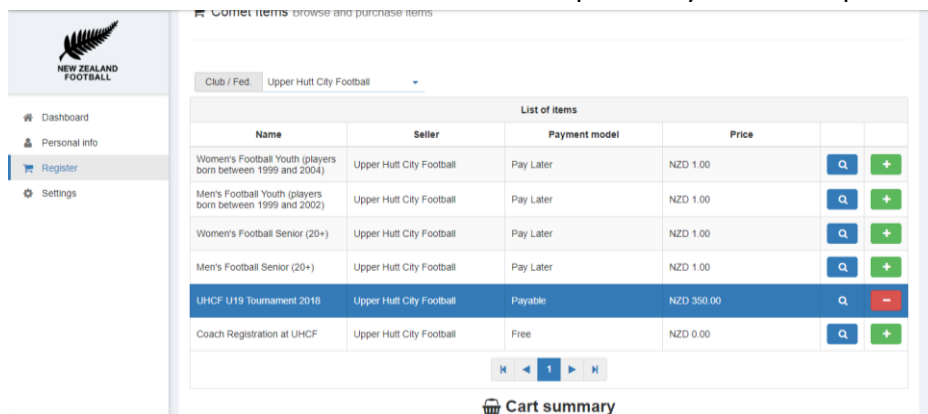 Comet Items Browse and purchase items
NEW ZEALAND
FOOTBALL
Club / Fed. Upper Hutt City Football
Dashboard
Personal info
Register
Settings
List of items
Name Seller Payment model Price
Women's Football Youth (players
born between 1999 and 2004) Upper Hutt City Football Pay Later NZD 1.00
Men's Football Youth (players
born between 1999 and 2002) Upper Hutt City Football Pay Later NZD 1.00
Women's Football Senior (20+) Upper Hutt City Football Pay Later NZD 1.00
Men's Football Senior (20+) Upper Hutt City Football Pay Later NZD 1.00
UHCF U19 Tournament 2018 Upper Hutt City Football Payable NZD 350.00
Coach Registration at UHCF Upper Hutt City Football Free NZD 0.00
1
Cart summary